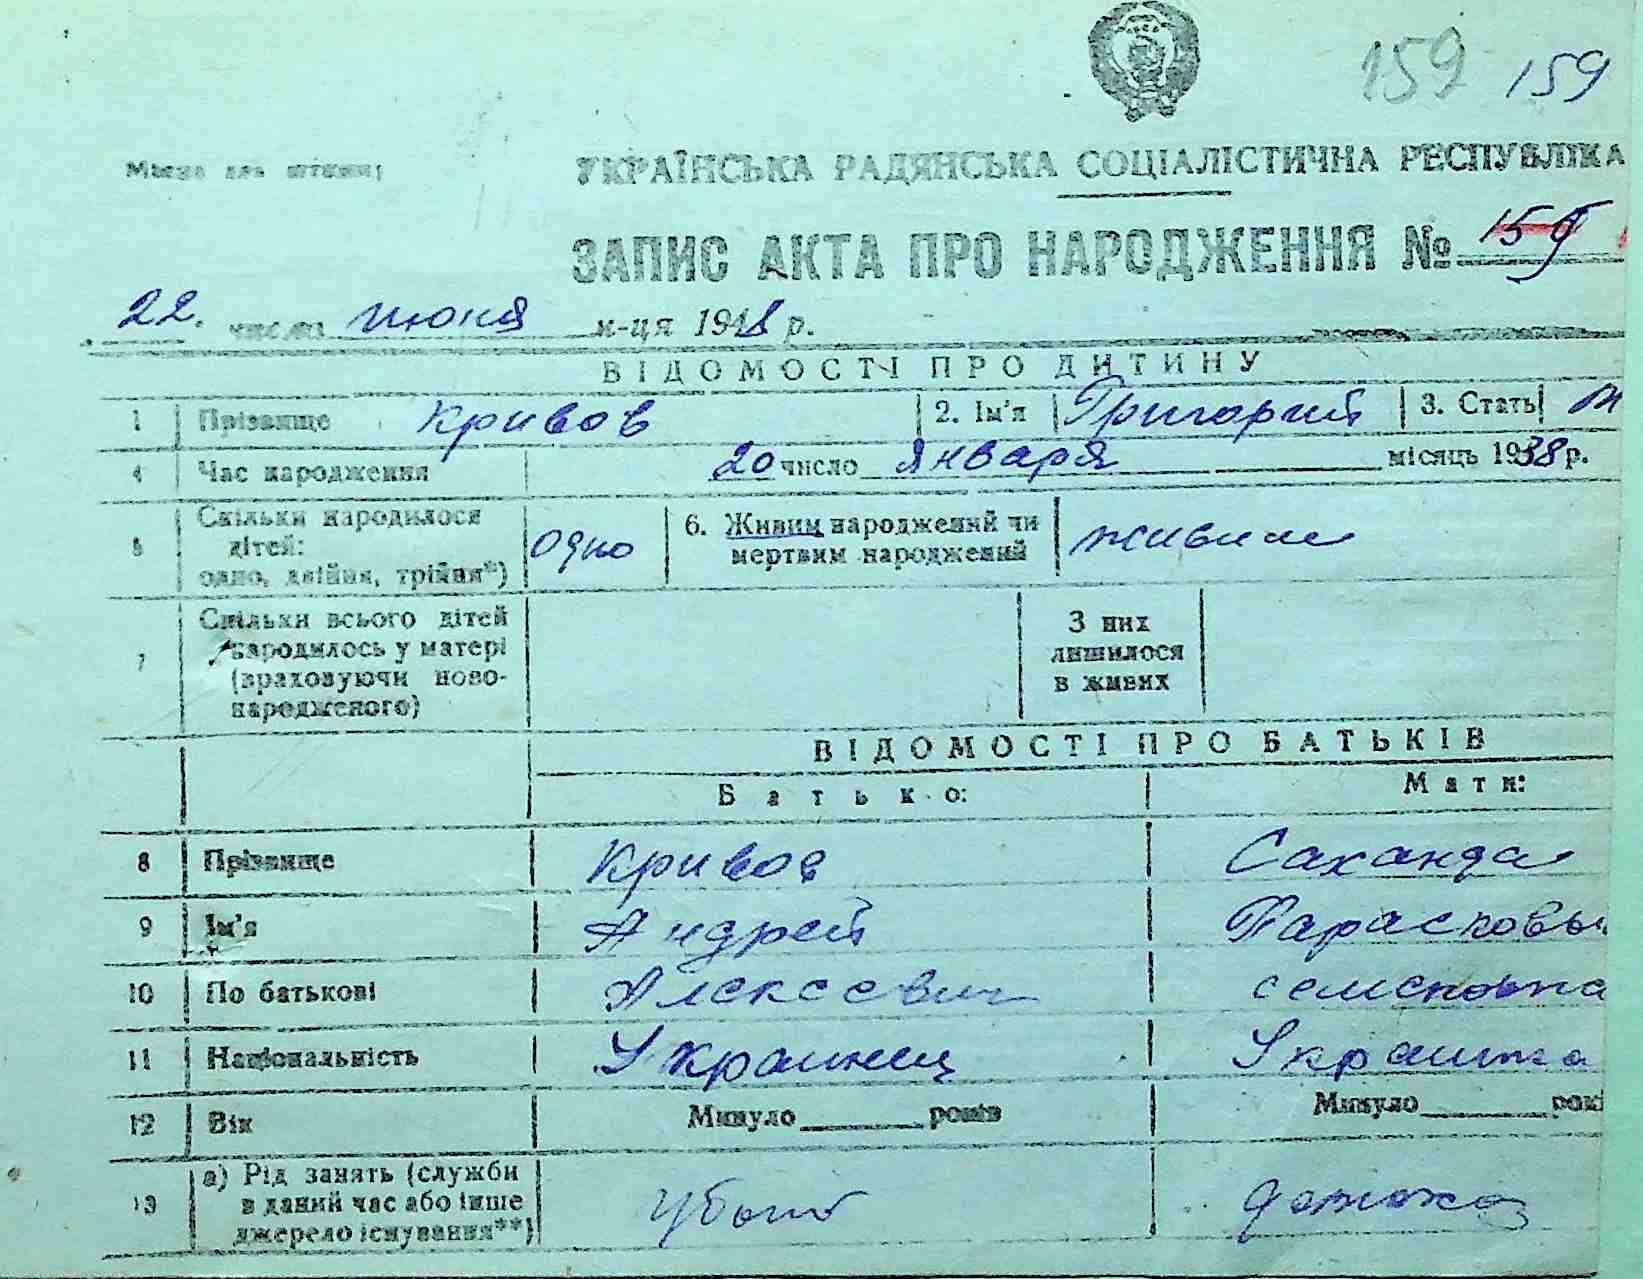 159 159
Місце для штампу
УКРАЇНСЬКА РАДЯНСЬКА СОЦІАЛІСТИЧНА РЕСПУБЛІКА
ЗАПИС АКТА ПРО НАРОДЖЕННЯ № 159
22. числа июня м-ця 1948 р.
ВІДОМОСТІ ПРО ДИТИНУ
1 Прізвище Кривов 2. Ім'я Григорий 3. Стать м
4 Час народження 20 число января місяць 1938 р.
5 Скільки народилося дітей: одно, двійня, трійня*) одно 6. Живим народжений чи мертвим народжений живим
7 Скільки всього дітей народилось у матері (враховуючи новонародженого) З них лишилося в живих
ВІДОМОСТІ ПРО БАТЬКІВ
Батько: Мати:
8 Прізвище Кривов Саханда
9 Ім'я Андрей Парасковья
10 По батькові Алексеевич семеновна
11 Національність Украинец Украинка
12 Вік Минуло років Минуло рокі
13 а) Рід занять (служби в даний час або інше джерело існування**) убит домохоз